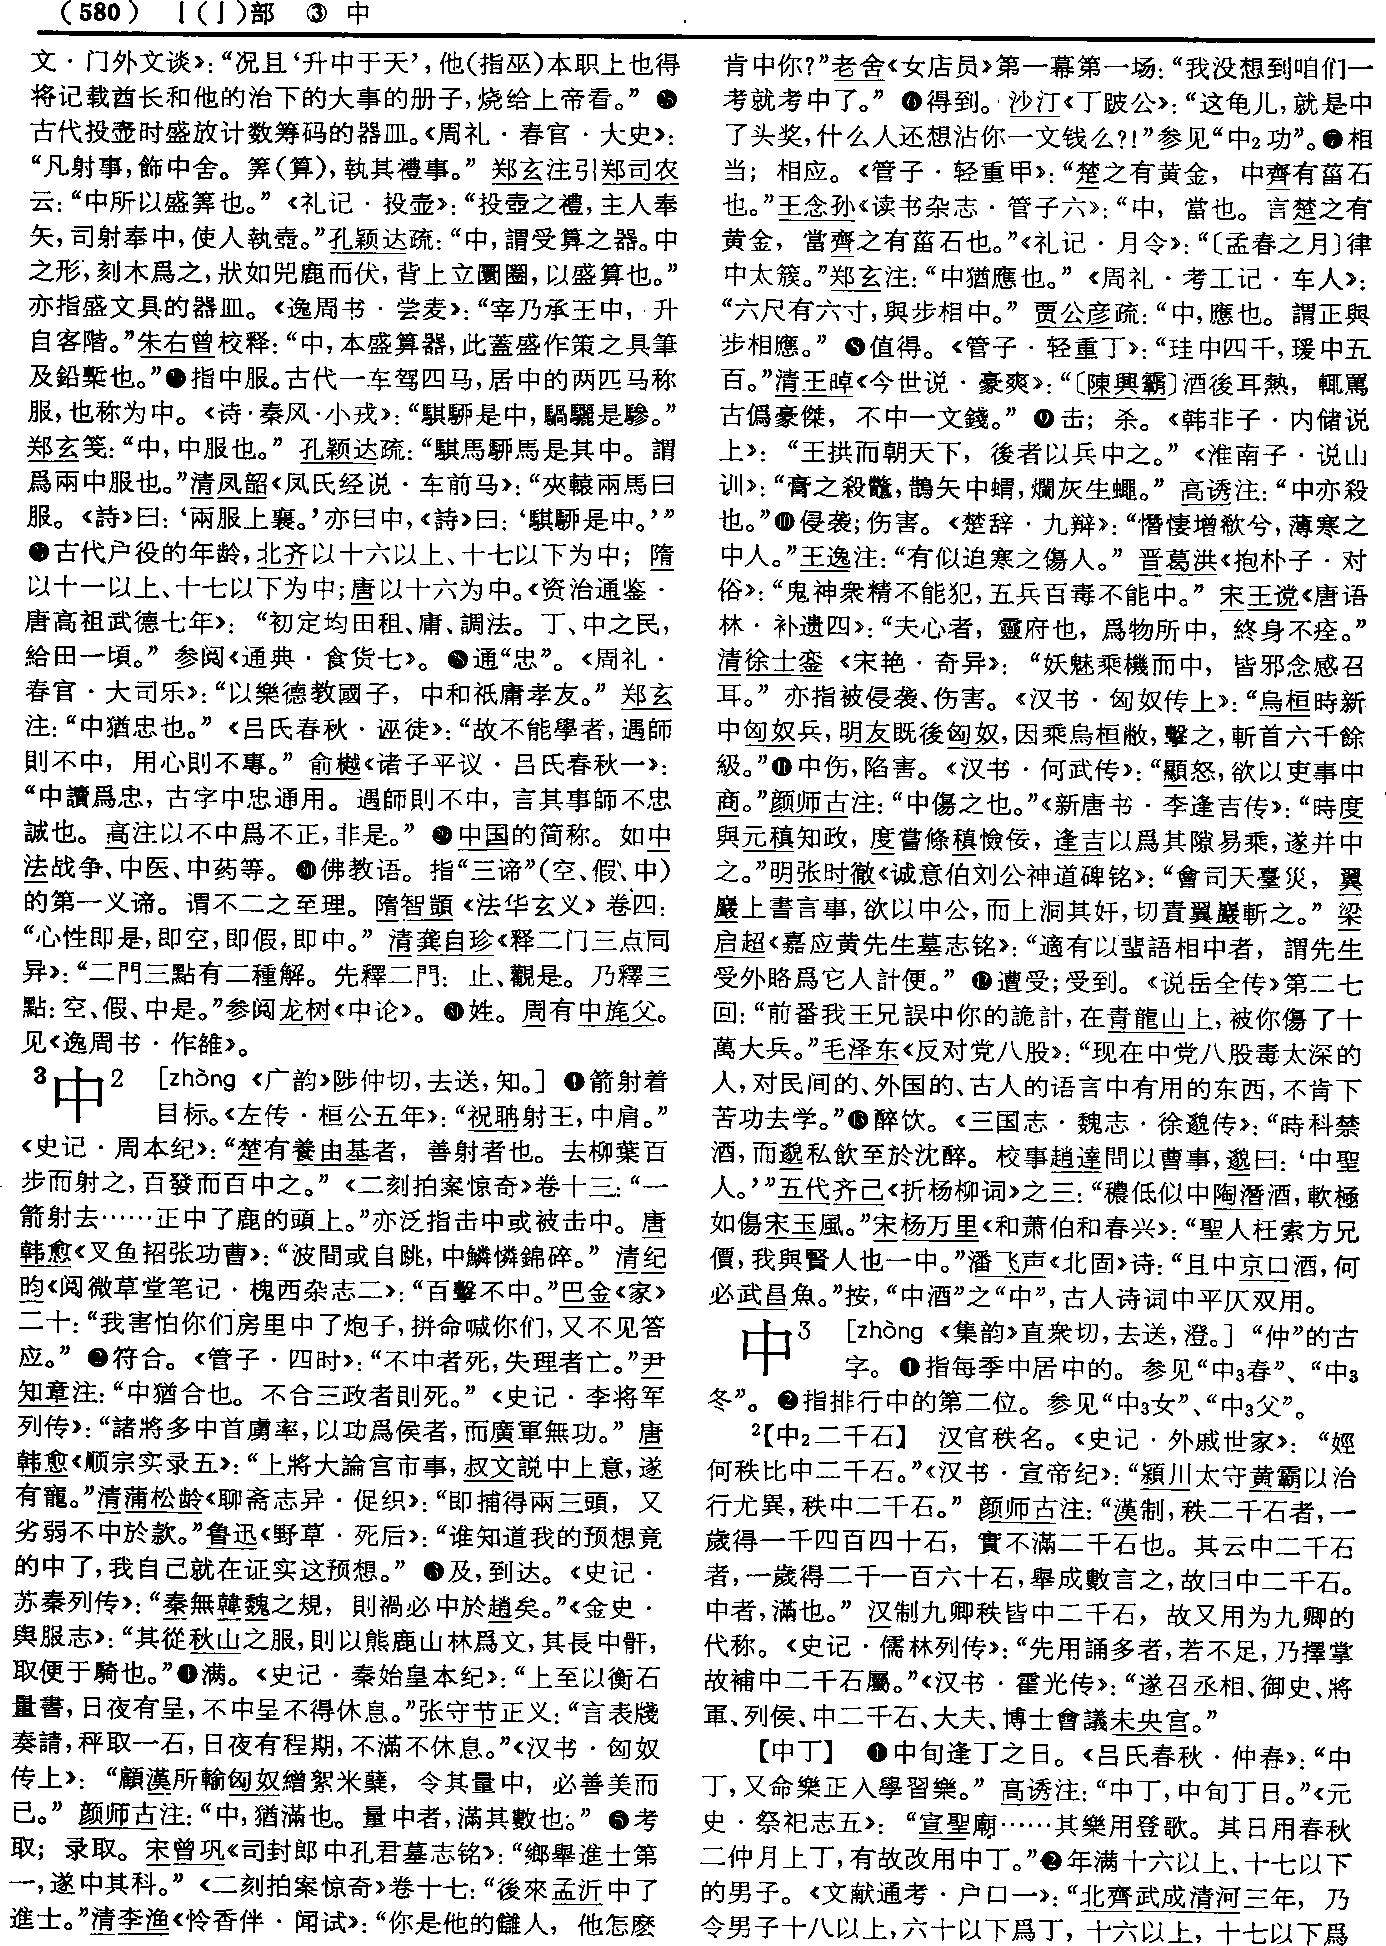 （580） 丨（亅）部 ③ 中
文·门外文谈》：“况且‘升中于天’，他（指巫）本职上也得
将记载酋长和他的治下的大事的册子，烧给上帝看。”
古代投壶时盛放计数筹码的器皿。《周礼·春官·大史》：
“凡射事，飾中舍。筭（算），執其禮事。” 郑玄注引郑司农
云：“中所以盛筭也。”《礼记·投壶》：“投壺之禮，主人奉
矢，司射奉中，使人執壺。”孔颖达疏：“中，謂受算之器。中
之形，刻木爲之，狀如兕鹿而伏，背上立圜圈，以盛算也。”
亦指盛文具的器皿。《逸周书·尝麦》：“宰乃承王中，升
自客階。”朱右曾校释：“中，本盛算器，此蓋盛作策之具筆
及鉛槧也。”指中服。古代一车驾四马，居中的两匹马称
服，也称为中。《诗·秦风·小戎》：“騏駵是中，騧驪是驂。”
郑玄笺：“中，中服也。” 孔颖达疏：“騏馬駵馬是其中。謂
爲兩中服也。”清凤韶《凤氏经说·车前马》：“夾轅兩馬曰
服。《詩》曰：‘兩服上襄。’亦曰中，《詩》曰：‘騏駵是中。’”
古代户役的年龄，北齐以十六以上、十七以下为中；隋
以十一以上、十七以下为中；唐以十六为中。《资治通鉴·
唐高祖武德七年》：“初定均田租、庸、調法。丁、中之民，
給田一頃。” 参阅《通典·食货七》。通“忠”。《周礼·
春官·大司乐》：“以樂德教國子，中和祇庸孝友。” 郑玄
注：“中猶忠也。”《吕氏春秋·诬徒》：“故不能學者，遇師
則不中，用心則不專。” 俞樾《诸子平议·吕氏春秋一》：
“中讀爲忠，古字中忠通用。遇師則不中，言其事師不忠
誠也。高注以不中爲不正，非是。” 中国的简称。如中
法战争、中医、中药等。佛教语。指“三谛”（空、假、中）
的第一义谛。谓不二之至理。隋智顗《法华玄义》卷四：
“心性即是，即空，即假，即中。” 清龚自珍《释二门三点同
异》：“二門三點有二種解。先釋二門：止、觀是。乃釋三
點：空、假、中是。”参阅龙树《中论》。姓。周有中旄父。
见《逸周书·作雒》。
3中2 ［zhòng《广韵》陟仲切，去送，知。］❶箭射着
目标。《左传·桓公五年》：“祝聃射王，中肩。”
《史记·周本纪》：“楚有養由基者，善射者也。去柳葉百
步而射之，百發而百中之。”《二刻拍案惊奇》卷十三：“一
箭射去……正中了鹿的頭上。”亦泛指击中或被击中。唐
韩愈《叉鱼招张功曹》：“波間或自跳，中鱗憐錦碎。” 清纪
昀《阅微草堂笔记·槐西杂志二》：“百擊不中。”巴金《家》
二十：“我害怕你们房里中了炮子，拼命喊你们，又不见答
应。”❷符合。《管子·四时》：“不中者死，失理者亡。”尹
知章注：“中猶合也。不合三政者則死。”《史记·李将军
列传》：“諸將多中首虜率，以功爲侯者，而廣軍無功。” 唐
韩愈《顺宗实录五》：“上將大論宫市事，叔文説中上意，遂
有寵。”清蒲松龄《聊斋志异·促织》：“即捕得兩三頭，又
劣弱不中於款。”鲁迅《野草·死后》：“谁知道我的预想竟
的中了，我自己就在证实这预想。”❸及，到达。《史记·
苏秦列传》：“秦無韓魏之規，則禍必中於趙矣。”《金史·
舆服志》：“其從秋山之服，則以熊鹿山林爲文，其長中骭，
取便于騎也。”❹满。《史记·秦始皇本纪》：“上至以衡石
量書，日夜有呈，不中呈不得休息。”张守节正义：“言表牋
奏請，秤取一石，日夜有程期，不滿不休息。”《汉书·匈奴
传上》：“顧漢所輸匈奴繒絮米糵，令其量中，必善美而
已。” 颜师古注：“中，猶滿也。量中者，滿其數也。”❺考
取；录取。宋曾巩《司封郎中孔君墓志铭》：“鄉舉進士第
一，遂中其科。”《二刻拍案惊奇》卷十七：“後來孟沂中了
進士。”清李渔《怜香伴·闻试》：“你是他的讎人，他怎麽
肯中你？”老舍《女店员》第一幕第一场：“我没想到咱们一
考就考中了。”❻得到。沙汀《丁跛公》：“这龟儿，就是中
了头奖，什么人还想沾你一文钱么？！”参见“中2功”。❼相
当；相应。《管子·轻重甲》：“楚之有黄金，中齊有菑石
也。”王念孙《读书杂志·管子六》：“中，當也。言楚之有
黄金，當齊之有菑石也。”《礼记·月令》：“〔孟春之月〕律
中太簇。”郑玄注：“中猶應也。”《周礼·考工记·车人》：
“六尺有六寸，與步相中。” 贾公彦疏：“中，應也。謂正與
步相應。”❽值得。《管子·轻重丁》：“珪中四千，瑗中五
百。”清王晫《今世说·豪爽》：“〔陳興霸〕酒後耳熱，輒罵
古僞豪傑，不中一文錢。”❾击；杀。《韩非子·内储说
上》：“王拱而朝天下，後者以兵中之。”《淮南子·说山
训》：“膏之殺鼈，鵲矢中蝟，爛灰生蠅。” 高诱注：“中亦殺
也。”❿侵袭；伤害。《楚辞·九辩》：“憯悽增欷兮，薄寒之
中人。”王逸注：“有似迫寒之傷人。” 晋葛洪《抱朴子·对
俗》：“鬼神衆精不能犯，五兵百毒不能中。” 宋王谠《唐语
林·补遗四》：“夫心者，靈府也，爲物所中，終身不痊。”
清徐士銮《宋艳·奇异》：“妖魅乘機而中，皆邪念感召
耳。” 亦指被侵袭、伤害。《汉书·匈奴传上》：“烏桓時新
中匈奴兵，明友既後匈奴，因乘烏桓敝，擊之，斬首六千餘
級。”⓫中伤，陷害。《汉书·何武传》：“顯怒，欲以吏事中
商。”颜师古注：“中傷之也。”《新唐书·李逢吉传》：“時度
與元稹知政，度嘗條稹憸佞，逢吉以爲其隙易乘，遂并中
之。”明张时徹《诚意伯刘公神道碑铭》：“會司天臺災，翼
巖上書言事，欲以中公，而上洞其奸，切責翼巖斬之。” 梁
启超《嘉应黄先生墓志铭》：“適有以蜚語相中者，謂先生
受外賂爲它人計便。”⓬遭受；受到。《说岳全传》第二七
回：“前番我王兄誤中你的詭計，在青龍山上，被你傷了十
萬大兵。”毛泽东《反对党八股》：“现在中党八股毒太深的
人，对民间的、外国的、古人的语言中有用的东西，不肯下
苦功去学。”⓭醉饮。《三国志·魏志·徐邈传》：“時科禁
酒，而邈私飲至於沈醉。校事趙達問以曹事，邈曰：‘中聖
人。’”五代齐己《折杨柳词》之三：“穠低似中陶潛酒，軟極
如傷宋玉風。”宋杨万里《和萧伯和春兴》：“聖人枉索方兄
價，我與賢人也一中。”潘飞声《北固》诗：“且中京口酒，何
必武昌魚。”按，“中酒”之“中”，古人诗词中平仄双用。
中3 ［zhòng《集韵》直衆切，去送，澄。］“仲”的古
字。❶指每季中居中的。参见“中3春”、“中3
冬”。❷指排行中的第二位。参见“中3女”、“中3父”。
2【中2二千石】 汉官秩名。《史记·外戚世家》：“娙
何秩比中二千石。”《汉书·宣帝纪》：“潁川太守黄霸以治
行尤異，秩中二千石。” 颜师古注：“漢制，秩二千石者，一
歲得一千四百四十石，實不滿二千石也。其云中二千石
者，一歲得二千一百六十石，舉成數言之，故曰中二千石。
中者，滿也。” 汉制九卿秩皆中二千石，故又用为九卿的
代称。《史记·儒林列传》：“先用誦多者，若不足，乃擇掌
故補中二千石屬。”《汉书·霍光传》：“遂召丞相、御史、將
軍、列侯、中二千石、大夫、博士會議未央宫。”
【中丁】 ❶中旬逢丁之日。《吕氏春秋·仲春》：“中
丁，又命樂正入學習樂。” 高诱注：“中丁，中旬丁日。”《元
史·祭祀志五》：“宣聖廟……其樂用登歌。其日用春秋
二仲月上丁，有故改用中丁。”❷年满十六以上、十七以下
的男子。《文献通考·户口一》：“北齊武成清河三年，乃
令男子十八以上，六十以下爲丁，十六以上，十七以下爲